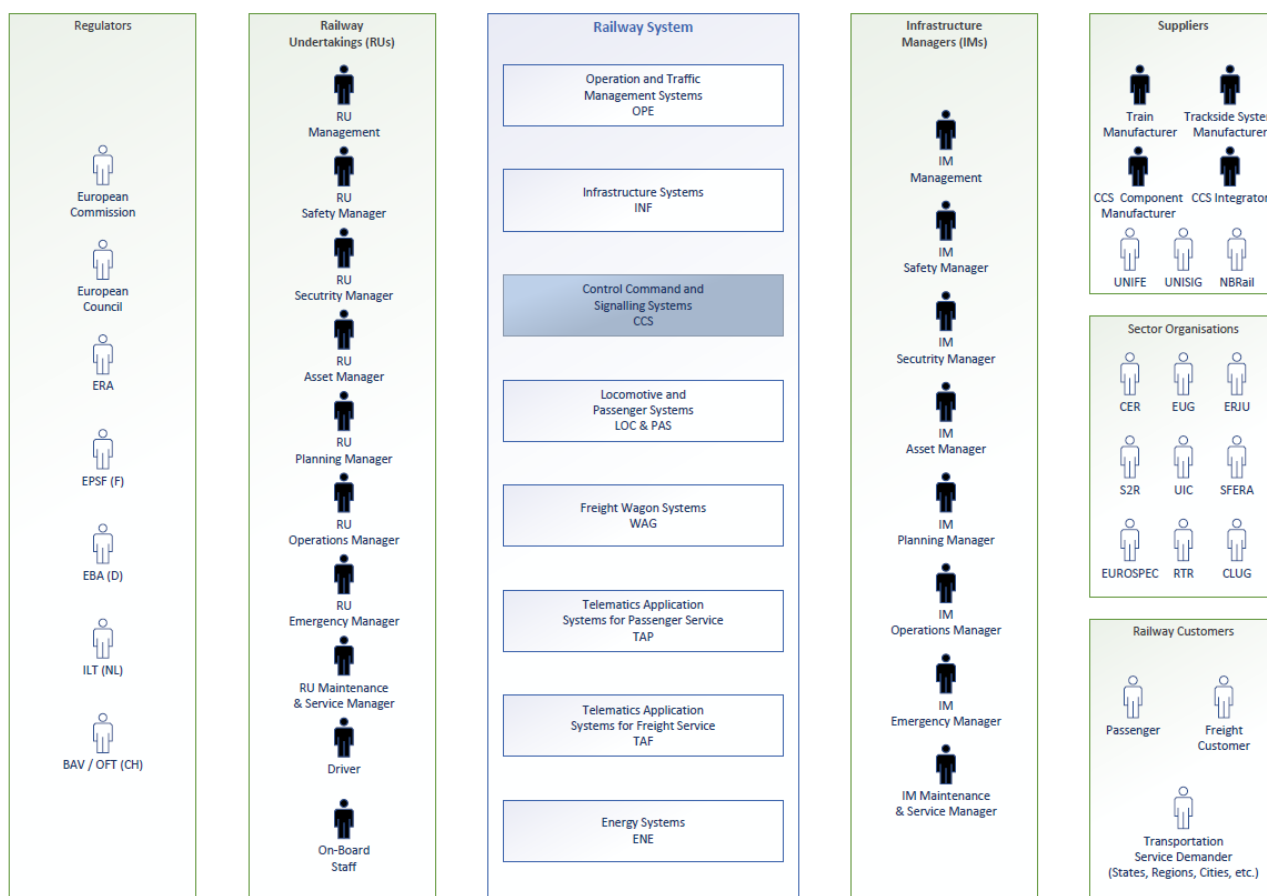 Regulators
European
Commission
European
Council
ERA
EPSF (F)
EBA (D)
ILT (NL)
BAV / OFT (CH)
Railway
Undertakings (RUs)
RU
Management
RU
Safety Manager
RU
Secutrity Manager
RU
Asset Manager
RU
Planning Manager
RU
Operations Manager
RU
Emergency Manager
RU Maintenance
& Service Manager
Driver
On-Board
Staff
Railway System
Operation and Traffic
Management Systems
OPE
Infrastructure Systems
INF
Control Command and
Signalling Systems
CCS
Locomotive and
Passenger Systems
LOC & PAS
Freight Wagon Systems
WAG
Telematics Application
Systems for Passenger Service
TAP
Telematics Application
Systems for Freight Service
TAF
Energy Systems
ENE
Infrastructure
Managers (IMs)
IM
Management
IM
Safety Manager
IM
Secutrity Manager
IM
Asset Manager
IM
Planning Manager
IM
Operations Manager
IM
Emergency Manager
IM Maintenance
& Service Manager
Suppliers
Train
Manufacturer
Trackside System
Manufacturer
CCS Component
Manufacturer
CCS Integrator
UNIFE
UNISIG
NBRail
Sector Organisations
CER
EUG
ERJU
S2R
UIC
SFERA
EUROSPEC
RTR
CLUG
Railway Customers
Passenger
Freight
Customer
Transportation
Service Demander
(States, Regions, Cities, etc.)